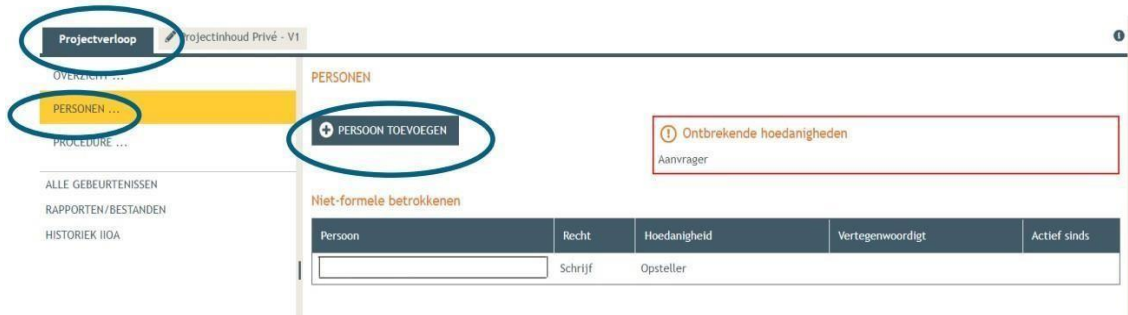 Projectverloop
Projectinhoud Privé - V1
OVERZICHT ...
PERSONEN ...
PROCEDURE ...
ALLE GEBEURTENISSEN
RAPPORTEN/BESTANDEN
HISTORIEK IIOA
PERSONEN
PERSOON TOEVOEGEN
Ontbrekende hoedanigheden
Aanvrager
Niet-formele betrokkenen
Persoon Recht Hoedanigheid Vertegenwoordigt Actief sinds
Schrijf Opsteller